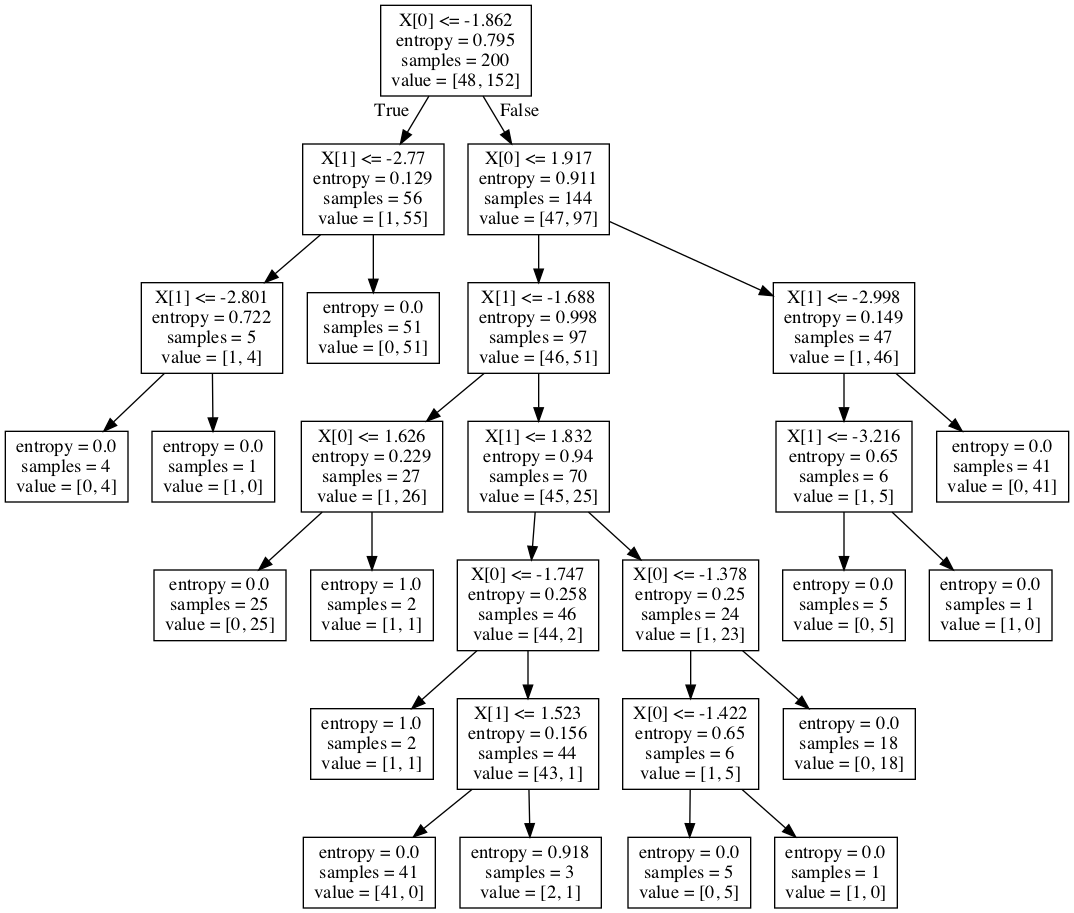 X[0] <= -1.862
entropy = 0.795
samples = 200
value = [48, 152]
True
False
X[1] <= -2.77
entropy = 0.129
samples = 56
value = [1, 55]
X[0] <= 1.917
entropy = 0.911
samples = 144
value = [47, 97]
X[1] <= -2.801
entropy = 0.722
samples = 5
value = [1, 4]
entropy = 0.0
samples = 51
value = [0, 51]
X[1] <= -1.688
entropy = 0.998
samples = 97
value = [46, 51]
X[1] <= -2.998
entropy = 0.149
samples = 47
value = [1, 46]
entropy = 0.0
samples = 4
value = [0, 4]
entropy = 0.0
samples = 1
value = [1, 0]
X[0] <= 1.626
entropy = 0.229
samples = 27
value = [1, 26]
X[1] <= 1.832
entropy = 0.94
samples = 70
value = [45, 25]
X[1] <= -3.216
entropy = 0.65
samples = 6
value = [1, 5]
entropy = 0.0
samples = 41
value = [0, 41]
entropy = 0.0
samples = 25
value = [0, 25]
entropy = 1.0
samples = 2
value = [1, 1]
X[0] <= -1.747
entropy = 0.258
samples = 46
value = [44, 2]
X[0] <= -1.378
entropy = 0.25
samples = 24
value = [1, 23]
entropy = 0.0
samples = 5
value = [0, 5]
entropy = 0.0
samples = 1
value = [1, 0]
entropy = 1.0
samples = 2
value = [1, 1]
X[1] <= 1.523
entropy = 0.156
samples = 44
value = [43, 1]
X[0] <= -1.422
entropy = 0.65
samples = 6
value = [1, 5]
entropy = 0.0
samples = 18
value = [0, 18]
entropy = 0.0
samples = 41
value = [41, 0]
entropy = 0.918
samples = 3
value = [2, 1]
entropy = 0.0
samples = 5
value = [0, 5]
entropy = 0.0
samples = 1
value = [1, 0]